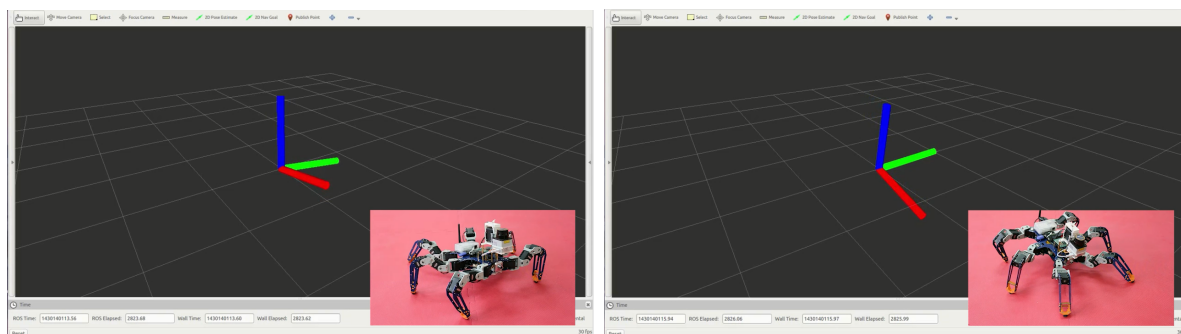 Interact Move Camera Select Focus Camera Measure 2D Pose Estimate 2D Nav Goal Publish Point
Time
ROS Time: 1430140113.56 ROS Elapsed: 2823.68 Wall Time: 1430140113.60 Wall Elapsed: 2823.62
Reset
30 fps
Interact Move Camera Select Focus Camera Measure 2D Pose Estimate 2D Nav Goal Publish Point
Time
ROS Time: 1430140115.94 ROS Elapsed: 2826.06 Wall Time: 1430140115.97 Wall Elapsed: 2825.99
Reset